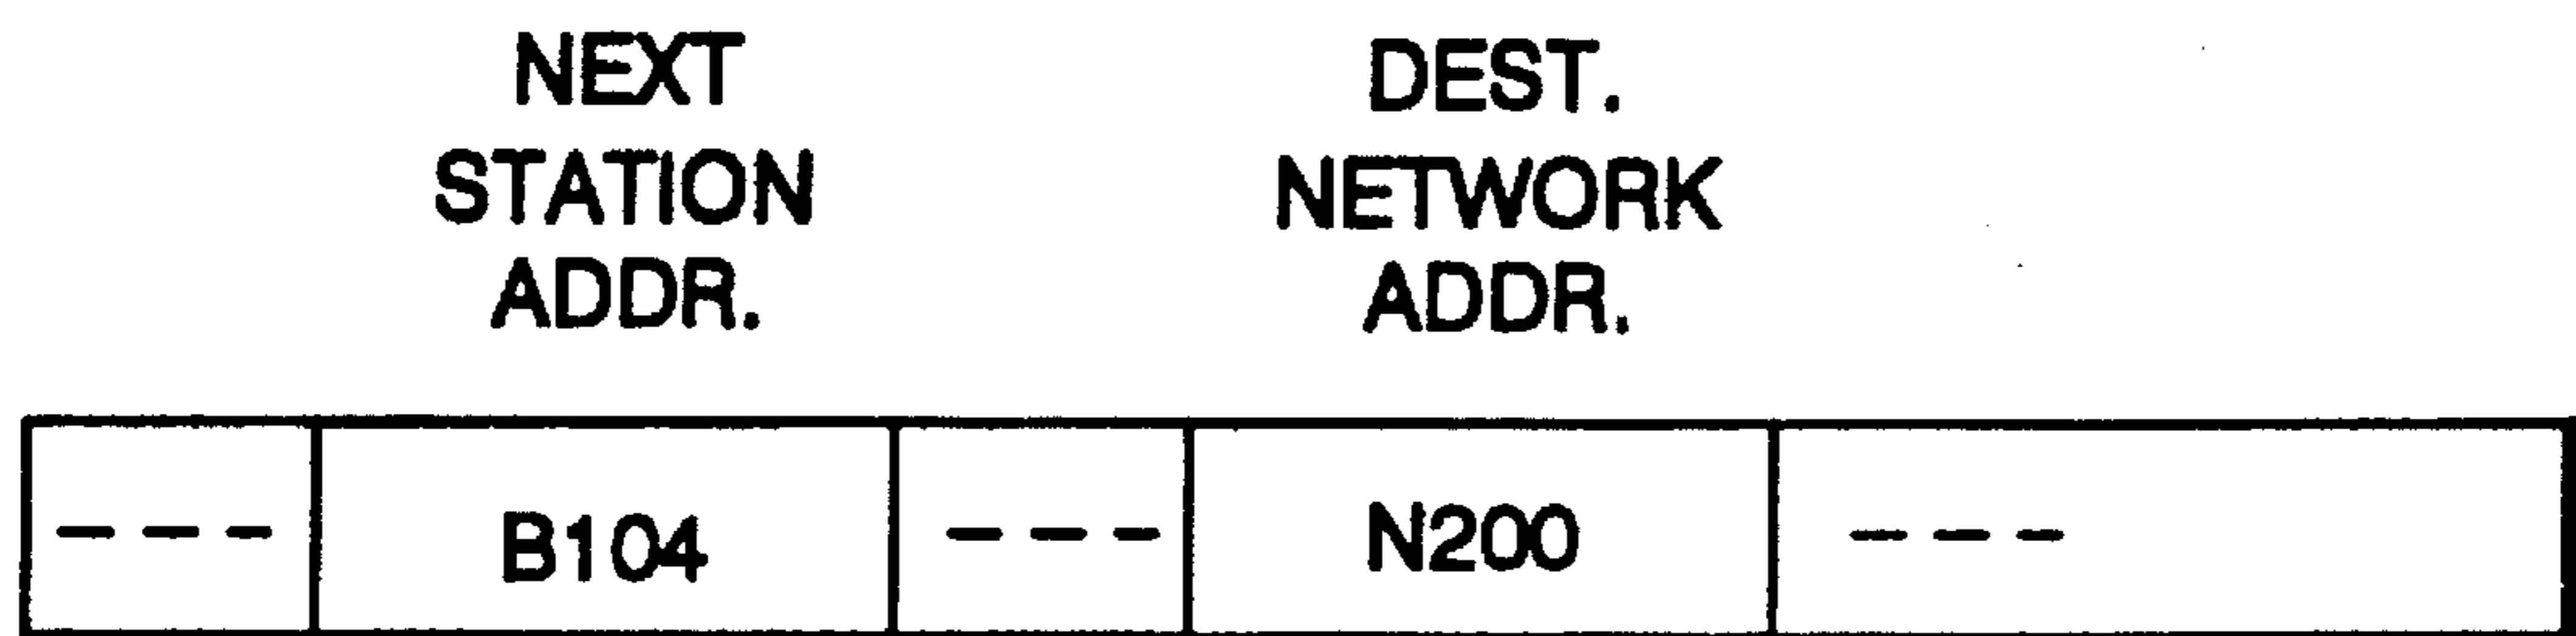 NEXT
STATION
ADDR.
DEST.
NETWORK
ADDR.
--- B104 --- N200 ---